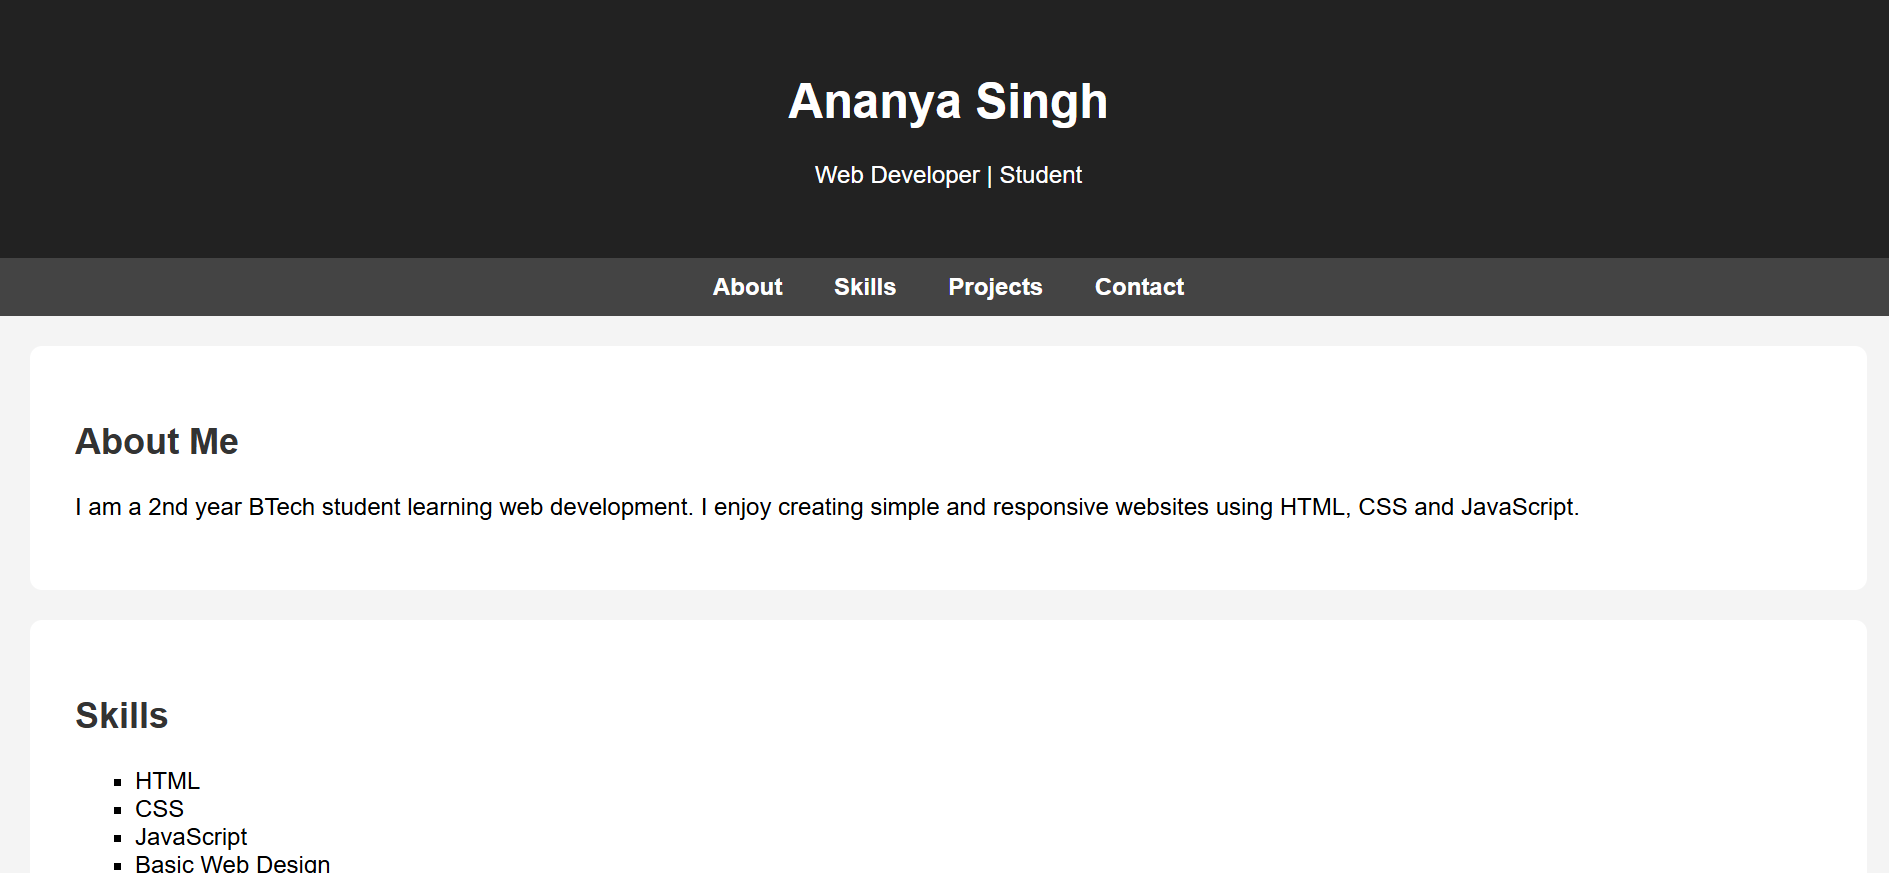 Ananya Singh
Web Developer | Student
About Skills Projects Contact
About Me
I am a 2nd year BTech student learning web development. I enjoy creating simple and responsive websites using HTML, CSS and JavaScript.
Skills
HTML
CSS
JavaScript
Basic Web Design